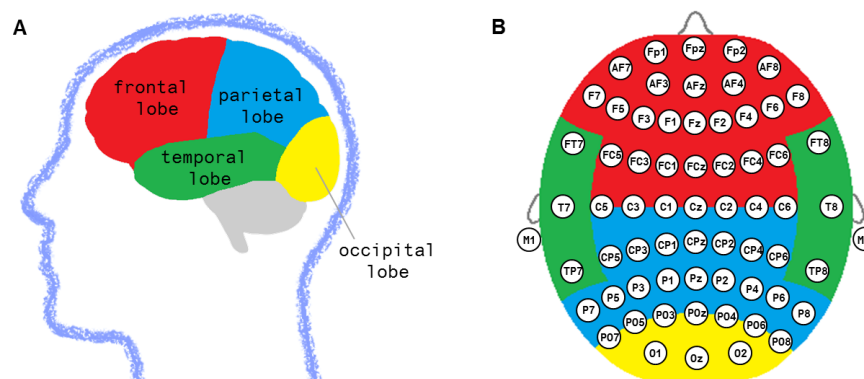 A
frontal
lobe
parietal
lobe
temporal
lobe
occipital
lobe
B
Fp1 Fpz Fp2
AF7 AF8
AF3 AFz AF4
F7 F5 F3 F1 Fz F2 F4 F6 F8
FT7 FC5 FC3 FC1 FCz FC2 FC4 FC6 FT8
T7 C5 C3 C1 Cz C2 C4 C6 T8
M1 M
TP7 CP5 CP3 CP1 CPz CP2 CP4 CP6 TP8
P7 P5 P3 P1 Pz P2 P4 P6 P8
PO7 PO5 PO3 POz PO4 PO6 PO8
O1 Oz O2